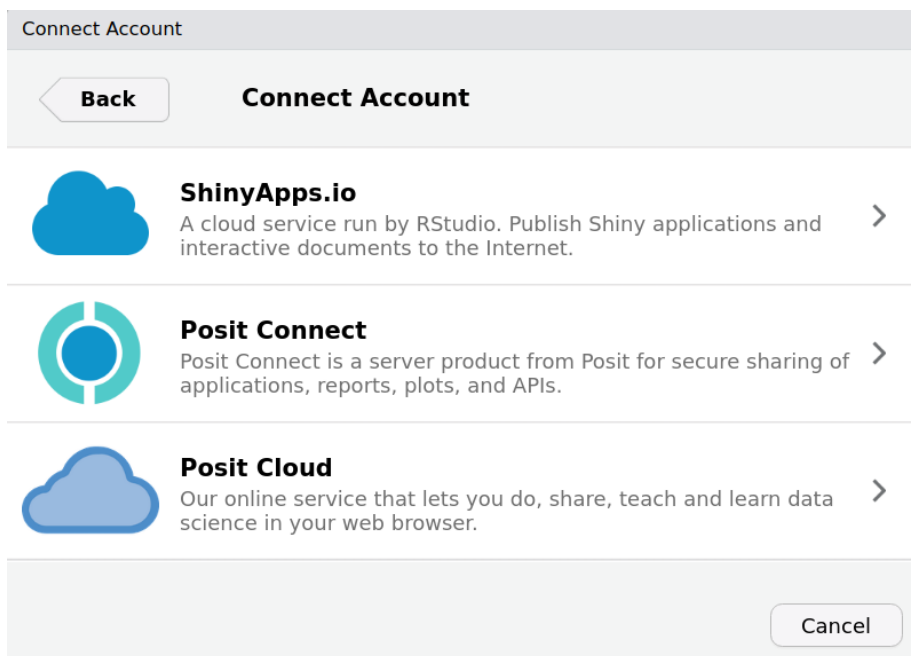 Connect Account
Back
Connect Account
ShinyApps.io
A cloud service run by RStudio. Publish Shiny applications and
interactive documents to the Internet.
Posit Connect
Posit Connect is a server product from Posit for secure sharing of
applications, reports, plots, and APIs.
Posit Cloud
Our online service that lets you do, share, teach and learn data
science in your web browser.
Cancel